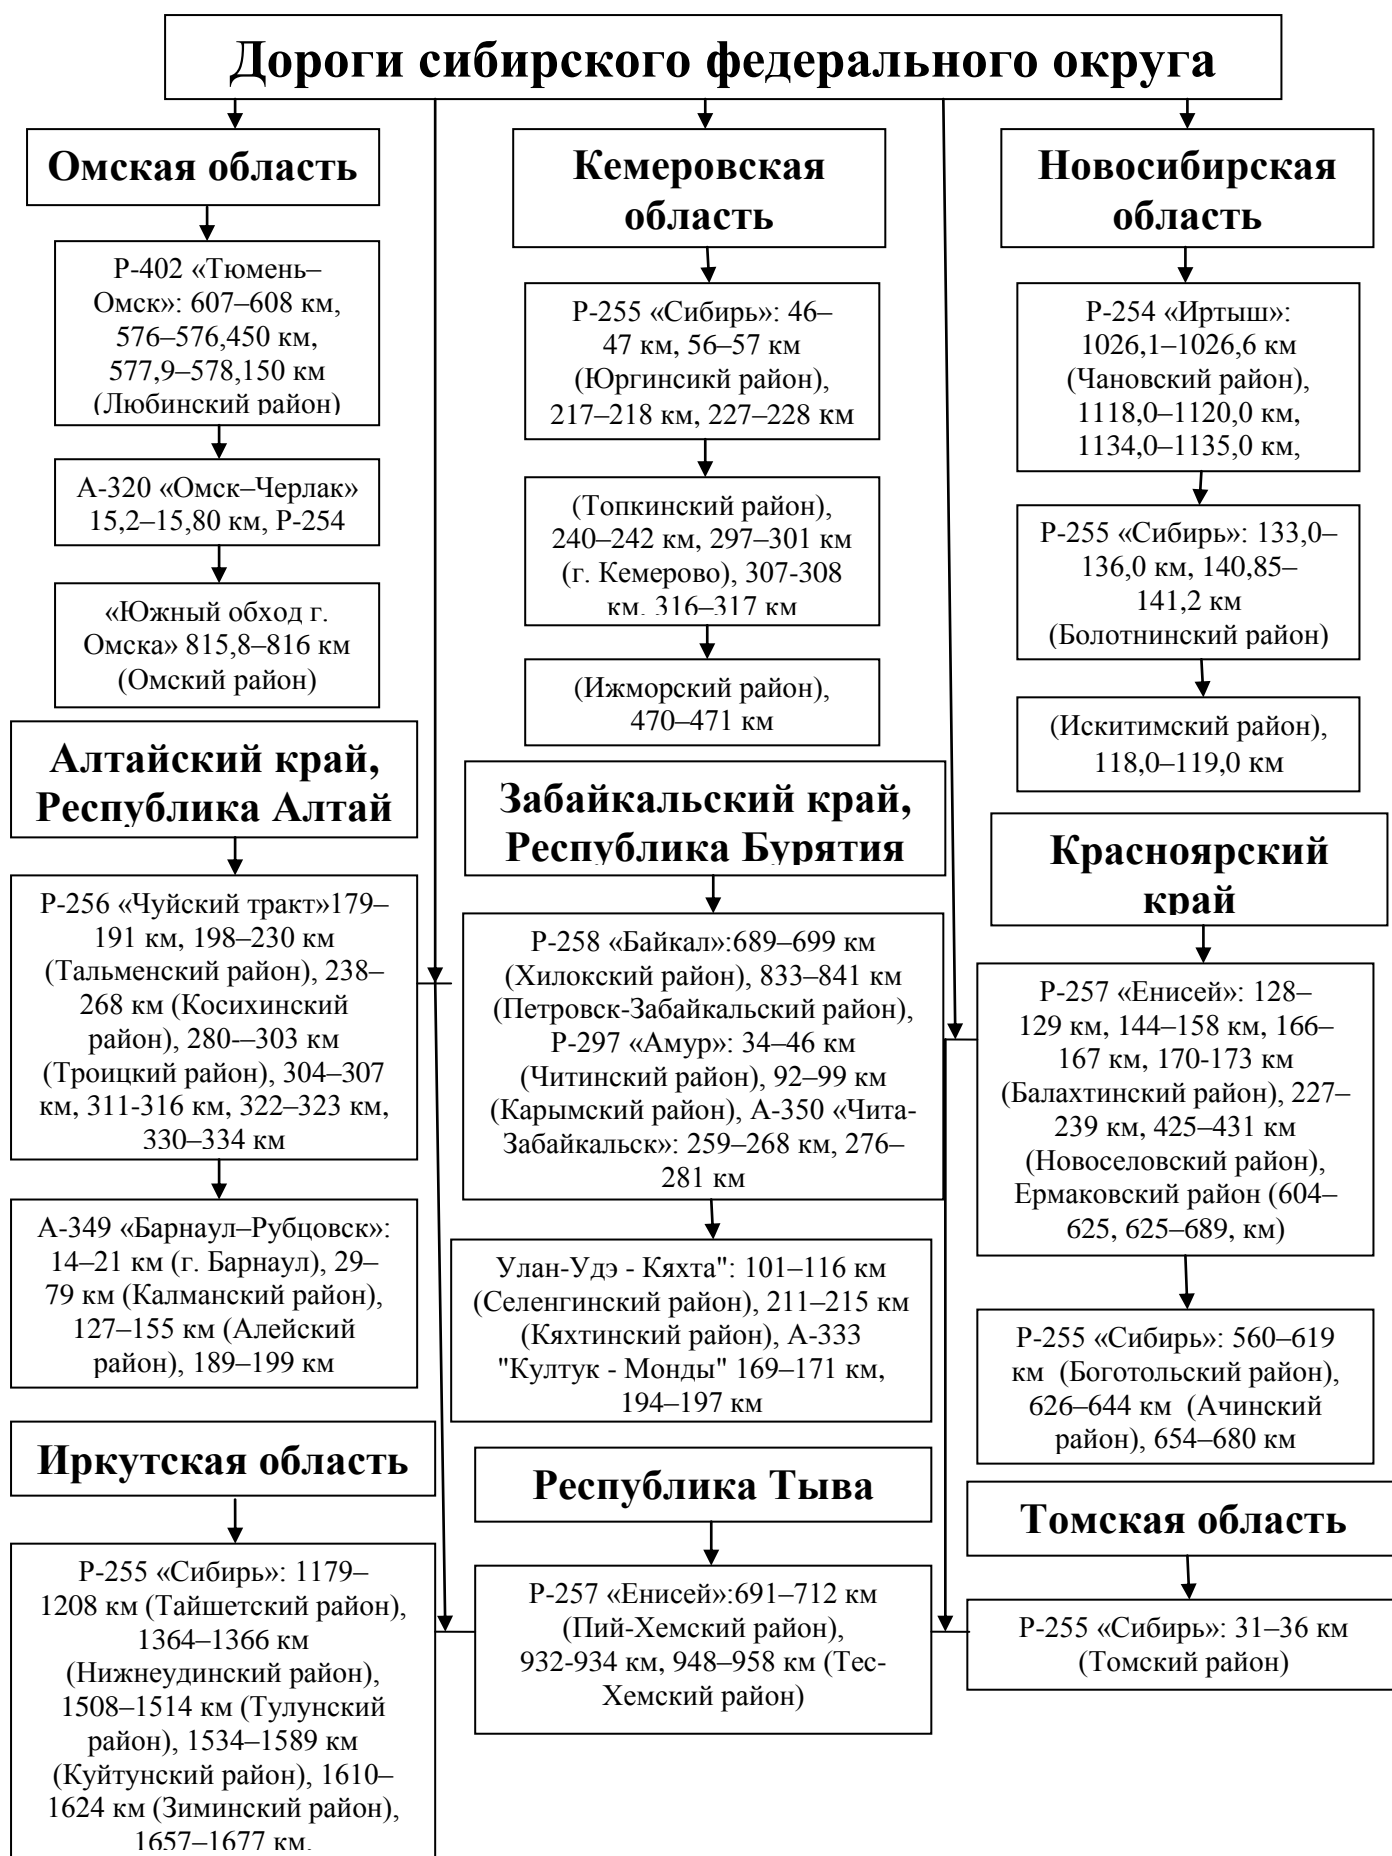 Дороги сибирского федерального округа
Омская область
Р-402 «Тюмень–
Омск»: 607–608 км,
576–576,450 км,
577,9–578,150 км
(Любинский район)
А-320 «Омск–Черлак»
15,2–15,80 км, Р-254
«Южный обход г.
Омска» 815,8–816 км
(Омский район)
Кемеровская
область
Р-255 «Сибирь»: 46–
47 км, 56–57 км
(Юргинсикй район),
217–218 км, 227–228 км
(Топкинский район),
240–242 км, 297–301 км
(г. Кемерово), 307-308
км, 316–317 км
(Ижморский район),
470–471 км
Новосибирская
область
Р-254 «Иртыш»:
1026,1–1026,6 км
(Чановский район),
1118,0–1120,0 км,
1134,0–1135,0 км,
Р-255 «Сибирь»: 133,0–
136,0 км, 140,85–
141,2 км
(Болотнинский район)
(Искитимский район),
118,0–119,0 км
Алтайский край,
Республика Алтай
Р-256 «Чуйский тракт»179–
191 км, 198–230 км
(Тальменский район), 238–
268 км (Косихинский
район), 280-–303 км
(Троицкий район), 304–307
км, 311-316 км, 322–323 км,
330–334 км
А-349 «Барнаул–Рубцовск»:
14–21 км (г. Барнаул), 29–
79 км (Калманский район),
127–155 км (Алейский
район), 189–199 км
Забайкальский край,
Республика Бурятия
Р-258 «Байкал»:689–699 км
(Хилокский район), 833–841 км
(Петровск-Забайкальский район),
Р-297 «Амур»: 34–46 км
(Читинский район), 92–99 км
(Карымский район), А-350 «Чита-
Забайкальск»: 259–268 км, 276–
281 км
Улан-Удэ - Кяхта": 101–116 км
(Селенгинский район), 211–215 км
(Кяхтинский район), А-333
"Култук - Монды" 169–171 км,
194–197 км
Красноярский
край
Р-257 «Енисей»: 128–
129 км, 144–158 км, 166–
167 км, 170-173 км
(Балахтинский район), 227–
239 км, 425–431 км
(Новоселовский район),
Ермаковский район (604–
625, 625–689, км)
Р-255 «Сибирь»: 560–619
км (Боготольский район),
626–644 км (Ачинский
район), 654–680 км
Иркутская область
Р-255 «Сибирь»: 1179–
1208 км (Тайшетский район),
1364–1366 км
(Нижнеудинский район),
1508–1514 км (Тулунский
район), 1534–1589 км
(Куйтунский район), 1610–
1624 км (Зиминский район),
1657–1677 км.
Республика Тыва
Р-257 «Енисей»:691–712 км
(Пий-Хемский район),
932-934 км, 948–958 км (Тес-
Хемский район)
Томская область
Р-255 «Сибирь»: 31–36 км
(Томский район)